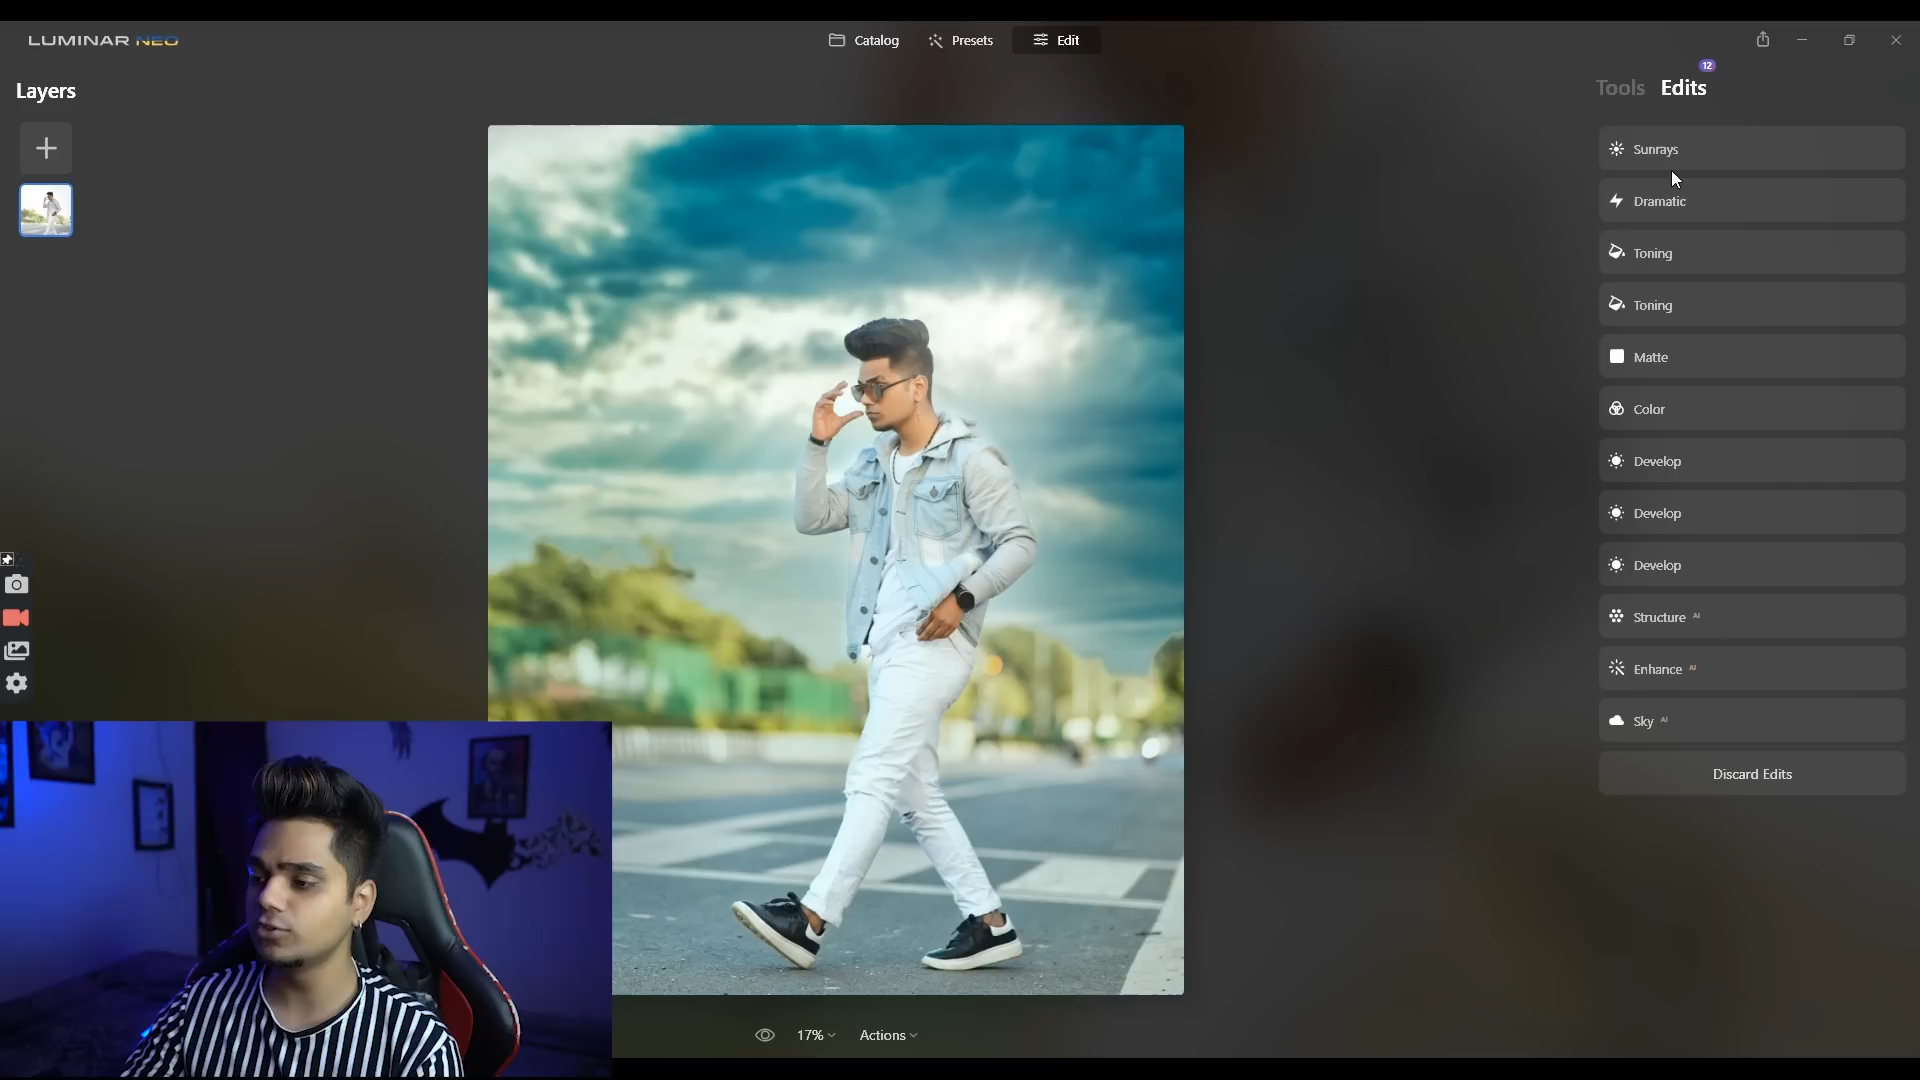 LUMINAR NEO
Catalog
Presets
Edit
Layers
Tools
Edits
12
Sunrays
Dramatic
Toning
Toning
Matte
Color
Develop
Develop
Develop
Structure AI
Enhance AI
Sky AI
Discard Edits
17%
Actions